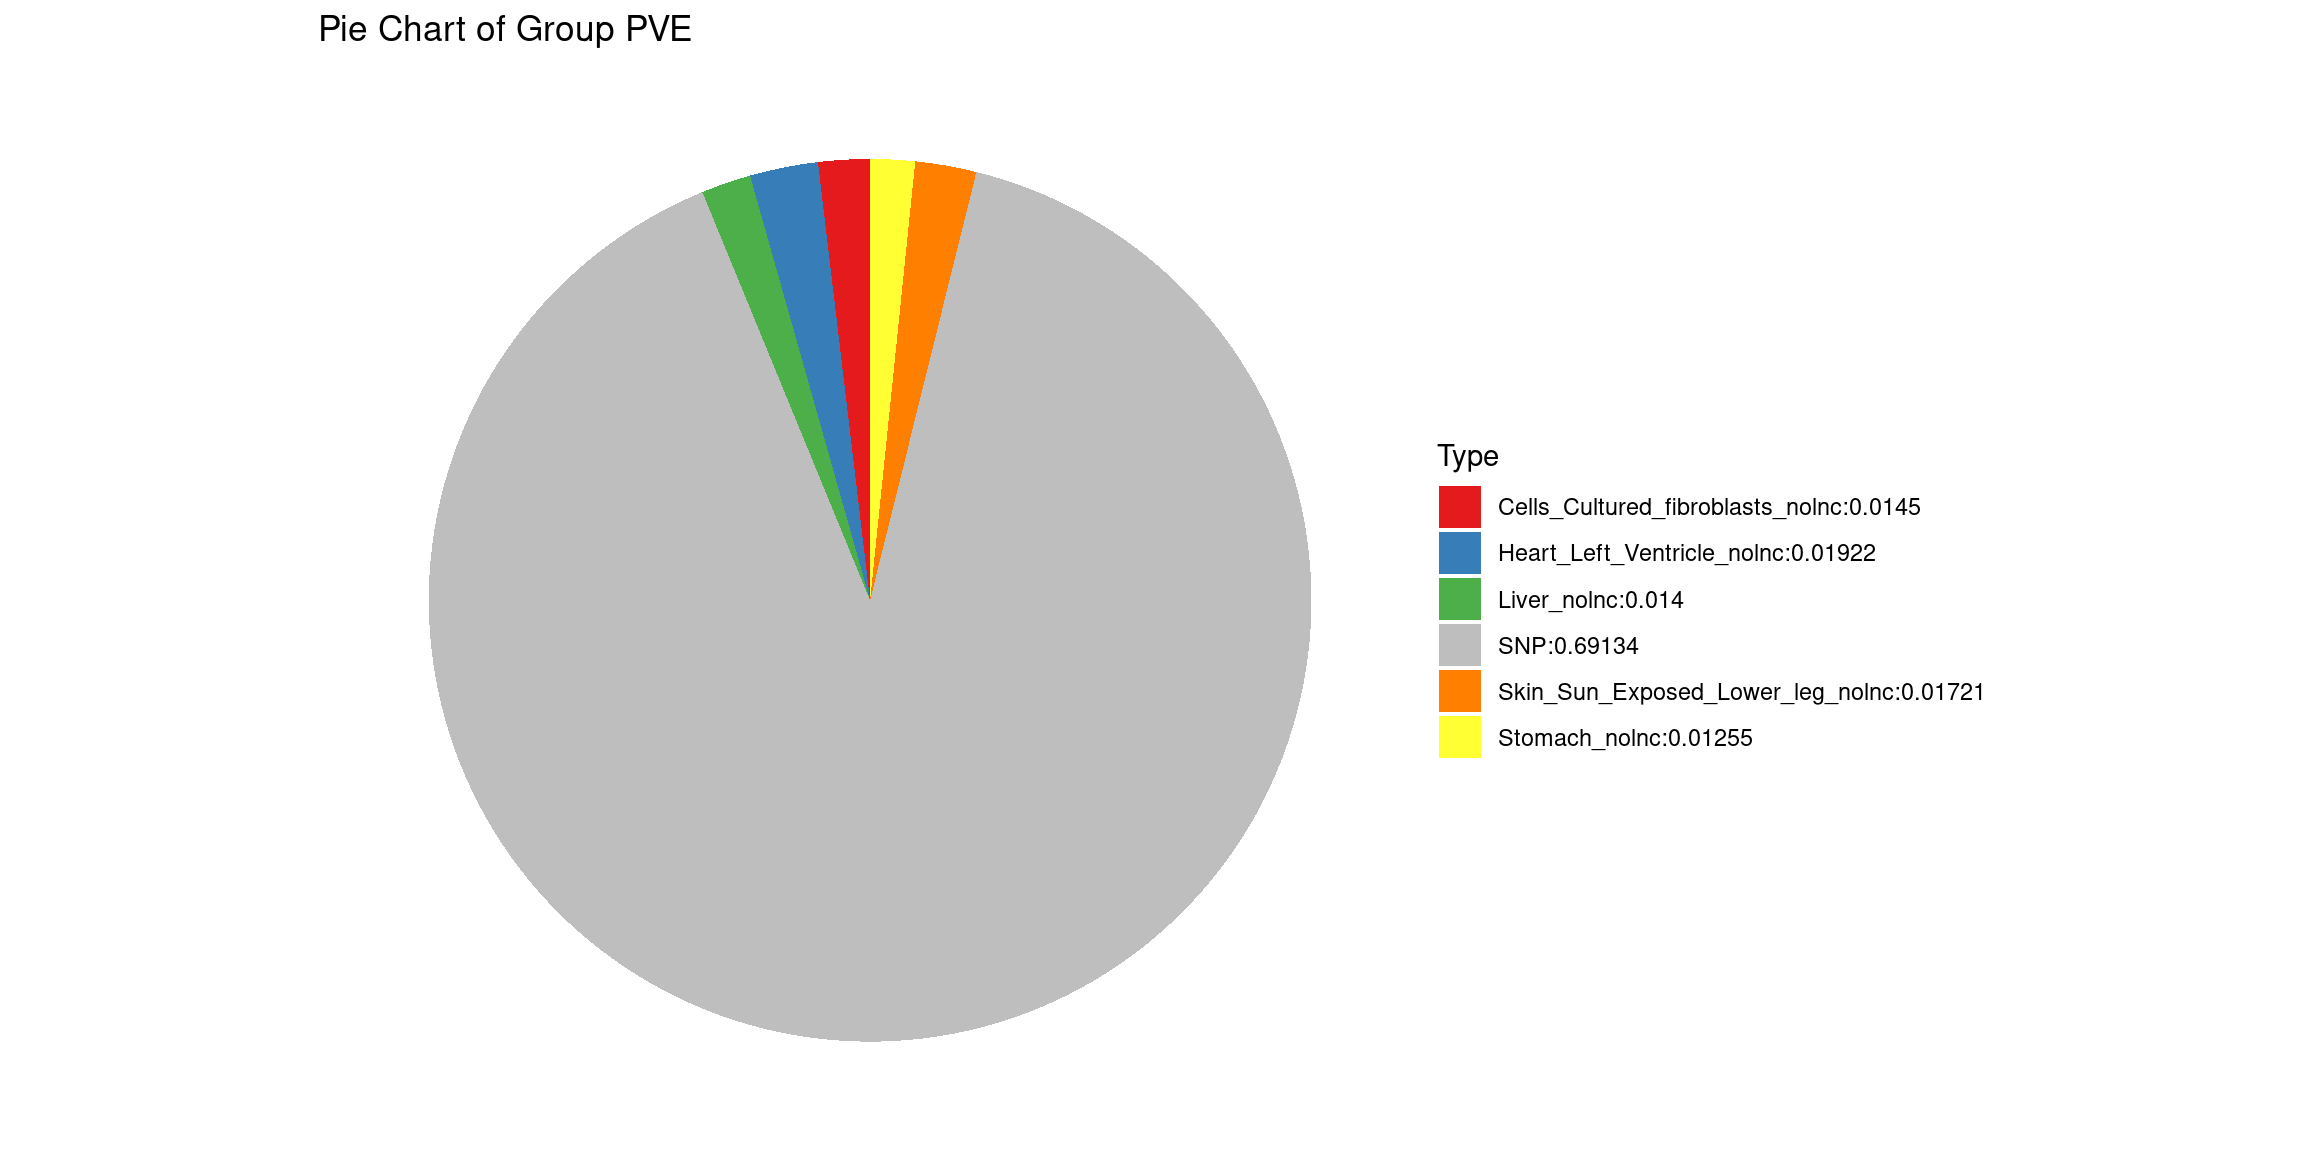 Pie Chart of Group PVE
Type
Cells_Cultured_fibroblasts_nolnc:0.0145
Heart_Left_Ventricle_nolnc:0.01922
Liver_nolnc:0.014
SNP:0.69134
Skin_Sun_Exposed_Lower_leg_nolnc:0.01721
Stomach_nolnc:0.01255